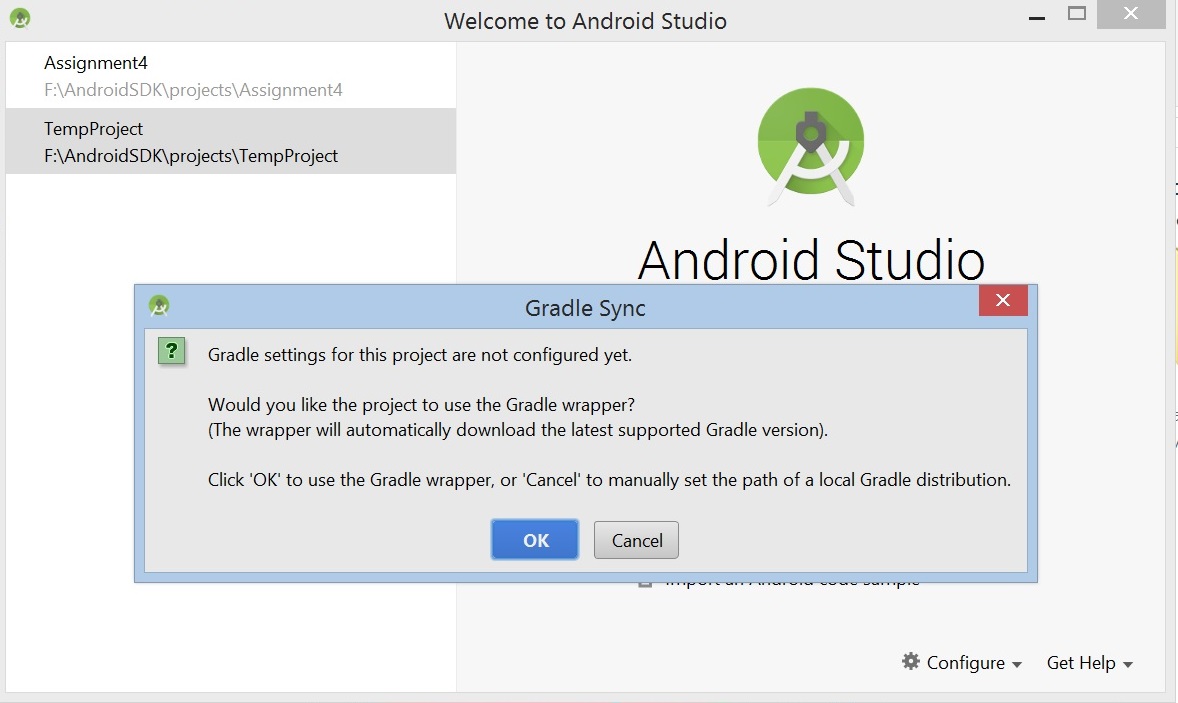 Welcome to Android Studio
Assignment4
F:\AndroidSDK\projects\Assignment4
TempProject
F:\AndroidSDK\projects\TempProject
Android Studio
Gradle Sync
?
Gradle settings for this project are not configured yet.
Would you like the project to use the Gradle wrapper?
(The wrapper will automatically download the latest supported Gradle version).
Click 'OK' to use the Gradle wrapper, or 'Cancel' to manually set the path of a local Gradle distribution.
OK
Cancel
Import an Android code sample
Configure
Get Help